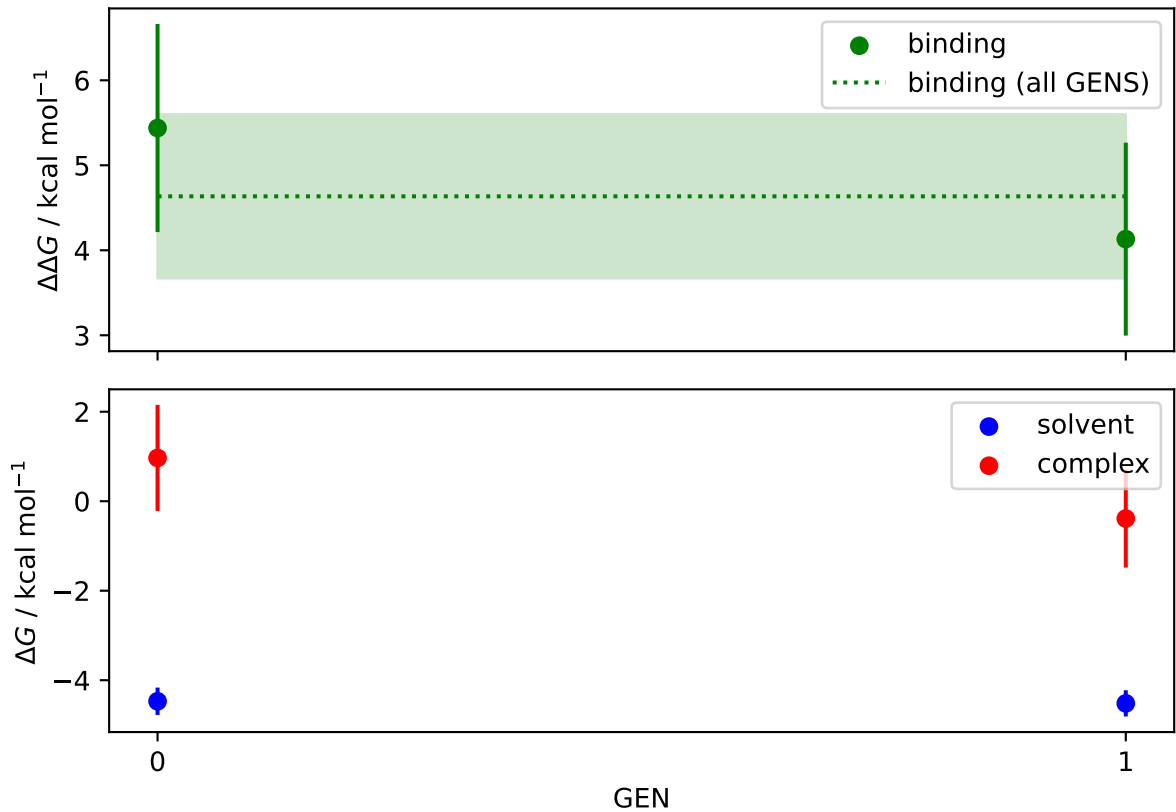 binding
binding (all GENS)
6
5
4
3
ΔΔG / kcal mol⁻¹
solvent
complex
2
0
−2
−4
ΔG / kcal mol⁻¹
0
1
GEN